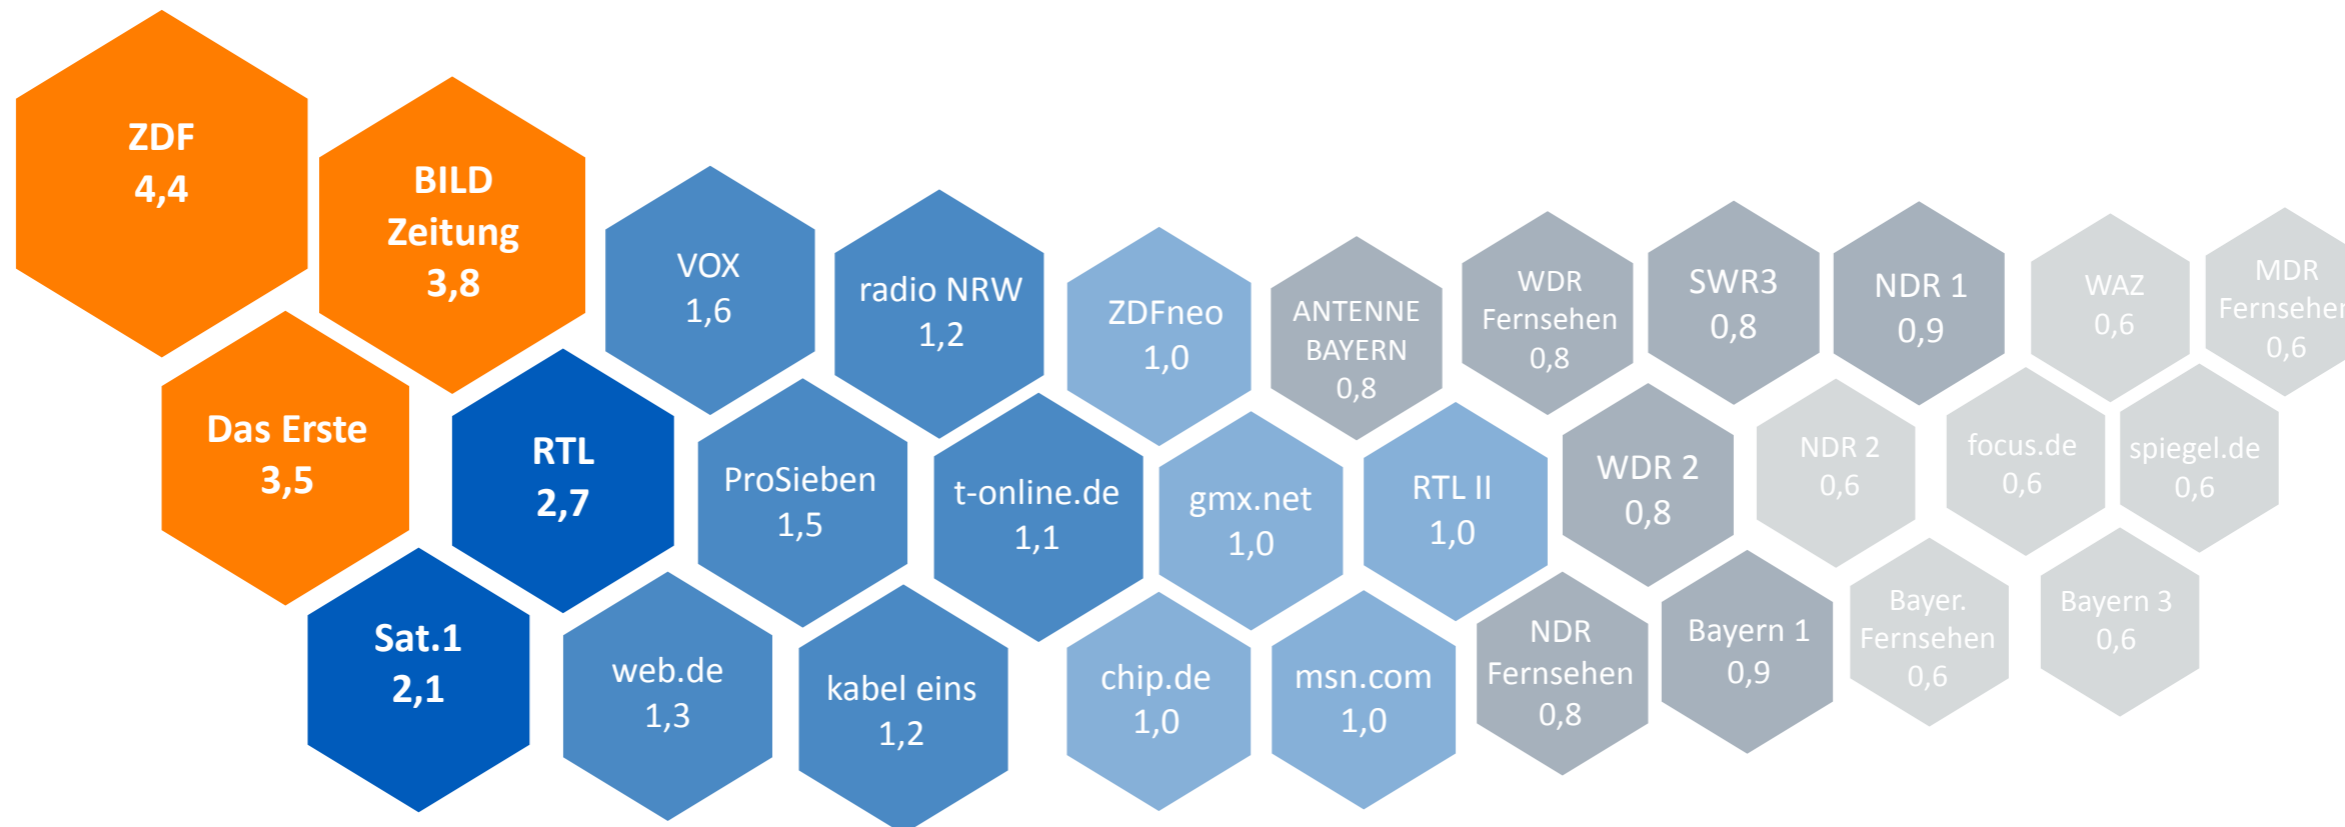 ZDF
4,4
BILD
Zeitung
3,8
Das Erste
3,5
RTL
2,7
Sat.1
2,1
VOX
1,6
ProSieben
1,5
web.de
1,3
radio NRW
1,2
kabel eins
1,2
t-online.de
1,1
ZDFneo
1,0
gmx.net
1,0
chip.de
1,0
RTL II
1,0
msn.com
1,0
ANTENNE
BAYERN
0,8
WDR
Fernsehen
0,8
SWR3
0,8
NDR 1
0,9
WDR 2
0,8
NDR
Fernsehen
0,8
Bayern 1
0,9
WAZ
0,6
MDR
Fernsehen
0,6
NDR 2
0,6
focus.de
0,6
spiegel.de
0,6
Bayer.
Fernsehen
0,6
Bayern 3
0,6